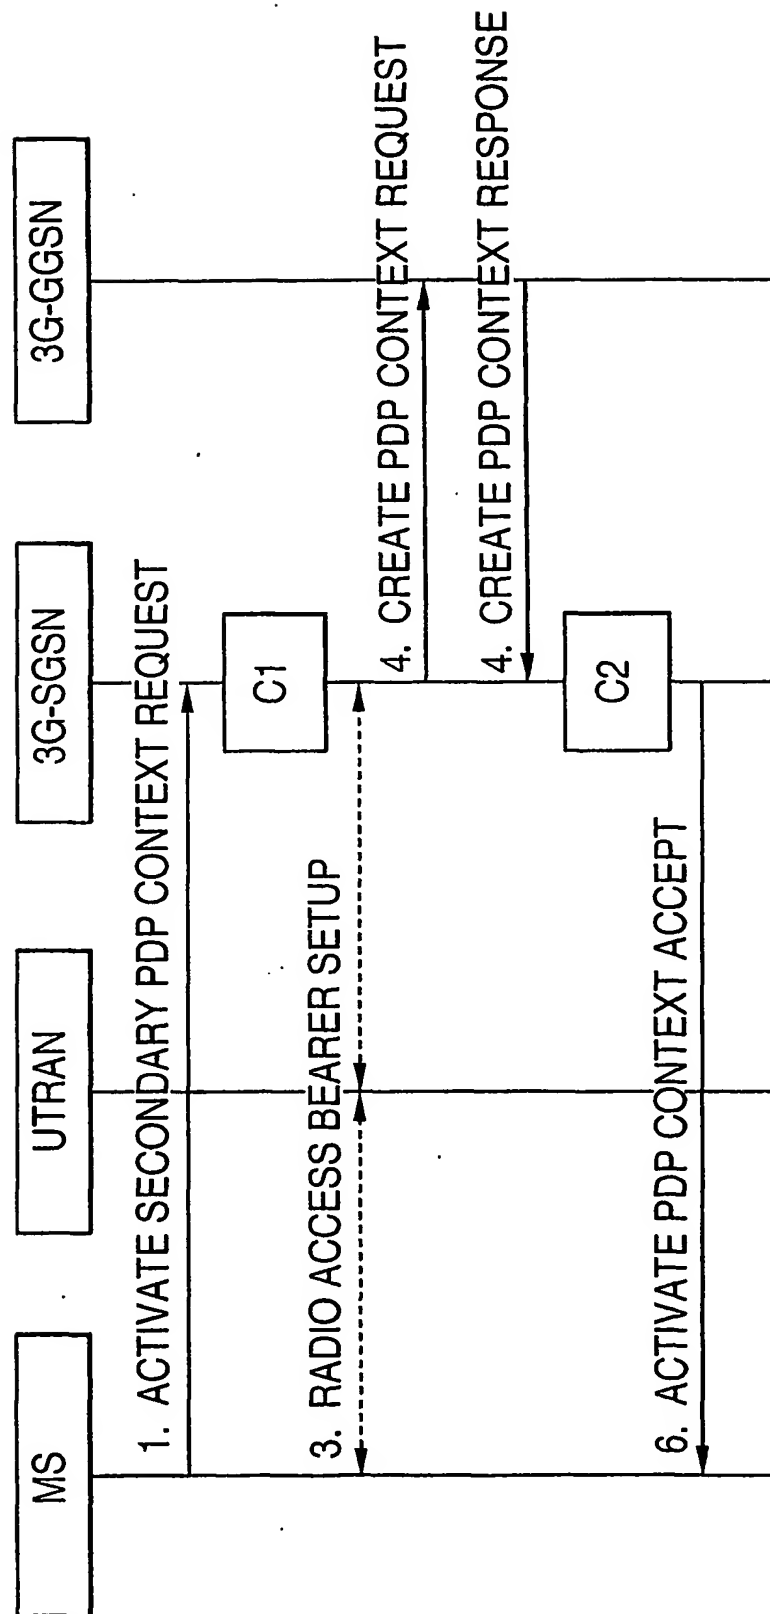 MS
UTRAN
3G-SGSN
3G-GGSN
1. ACTIVATE SECONDARY PDP CONTEXT REQUEST
C1
3. RADIO ACCESS BEARER SETUP
4. CREATE PDP CONTEXT REQUEST
4. CREATE PDP CONTEXT RESPONSE
C2
6. ACTIVATE PDP CONTEXT ACCEPT